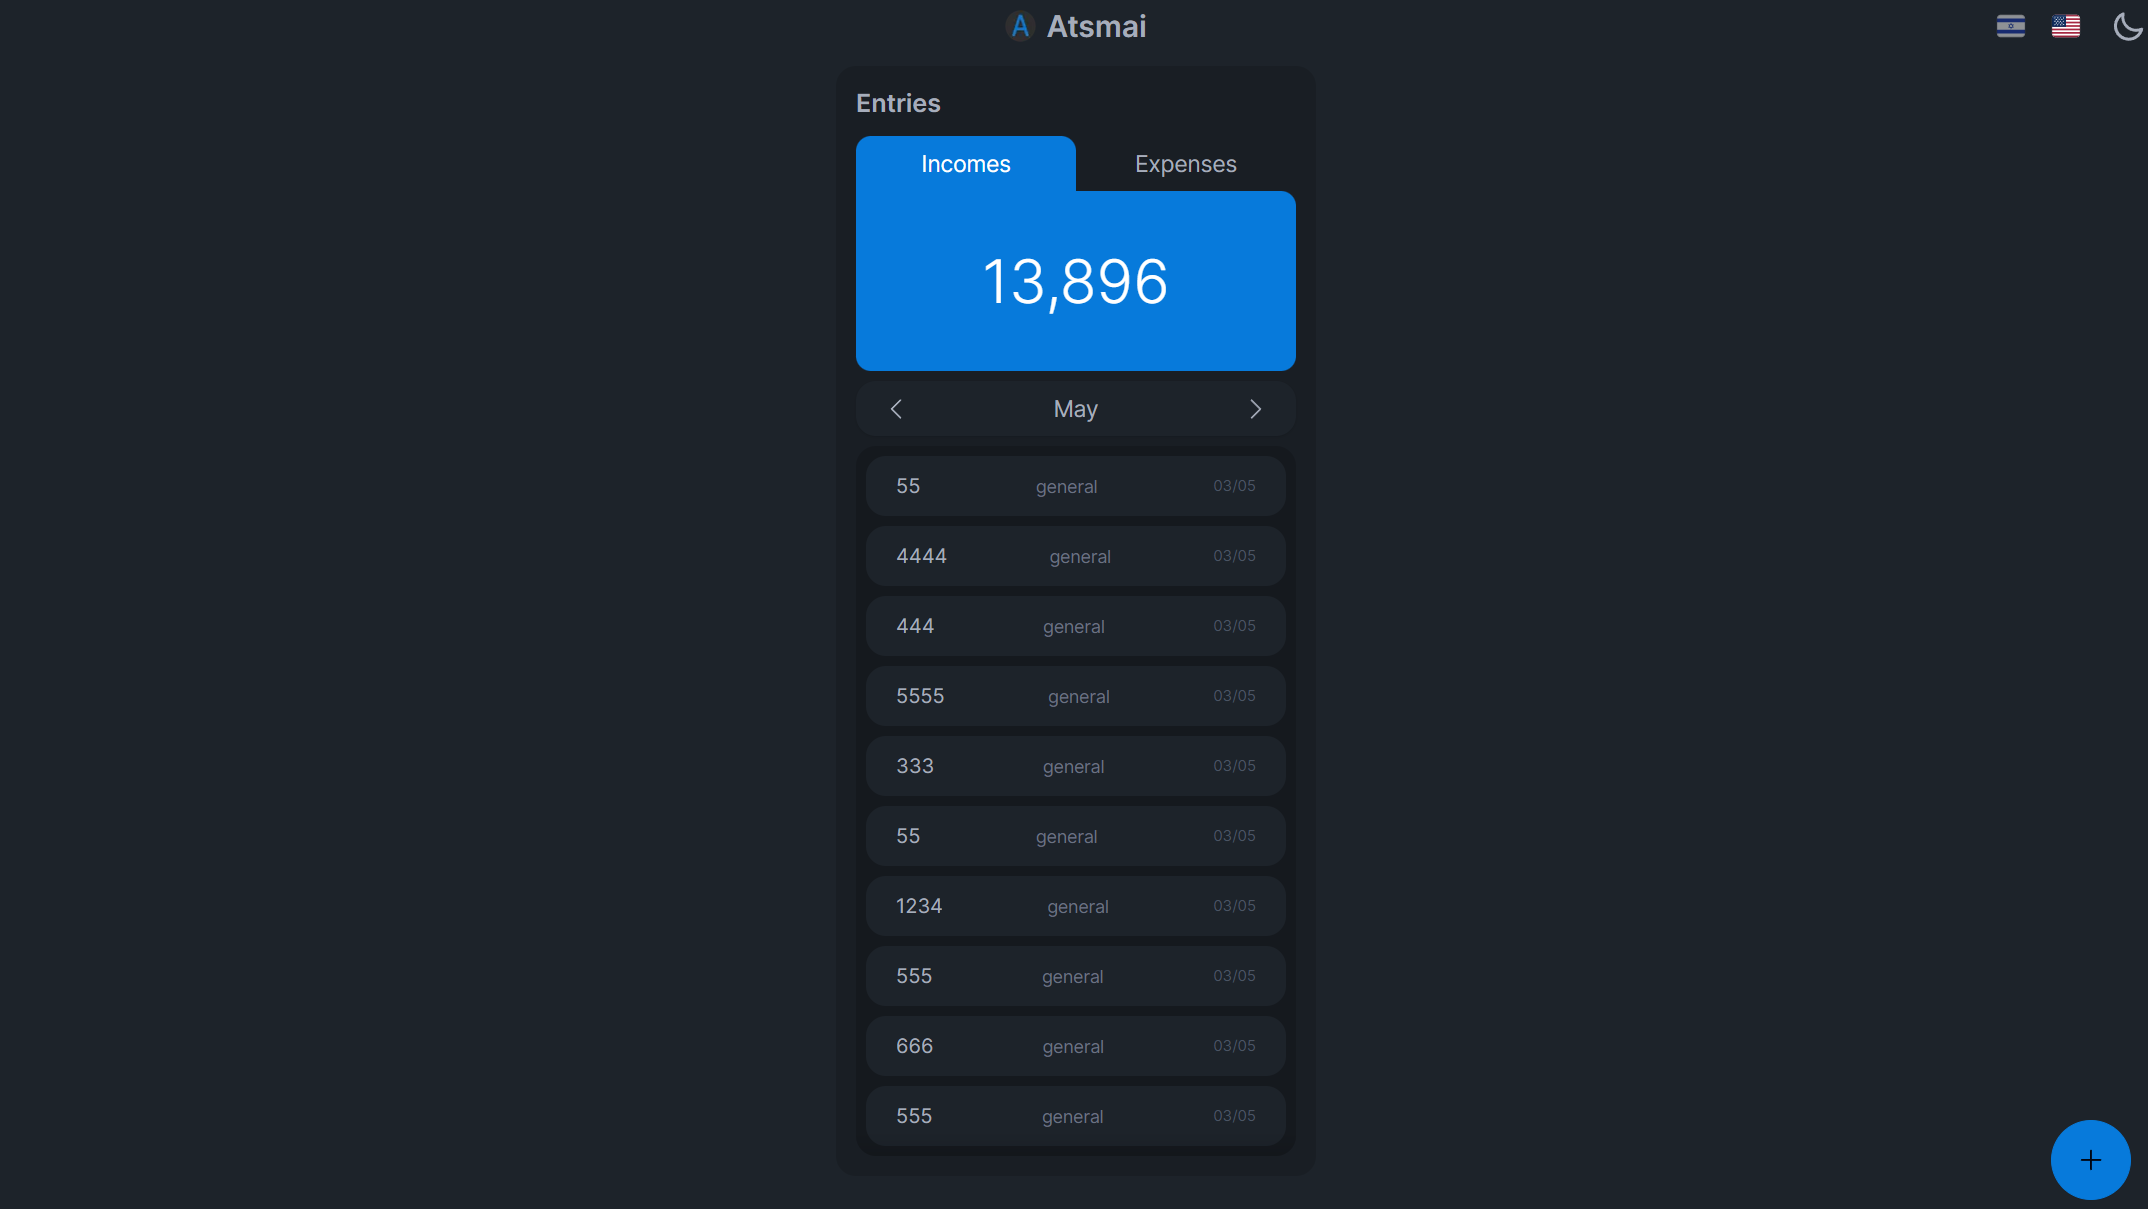 A Atsmai
Entries
Incomes Expenses
13,896
May
55 general 03/05
4444 general 03/05
444 general 03/05
5555 general 03/05
333 general 03/05
55 general 03/05
1234 general 03/05
555 general 03/05
666 general 03/05
555 general 03/05